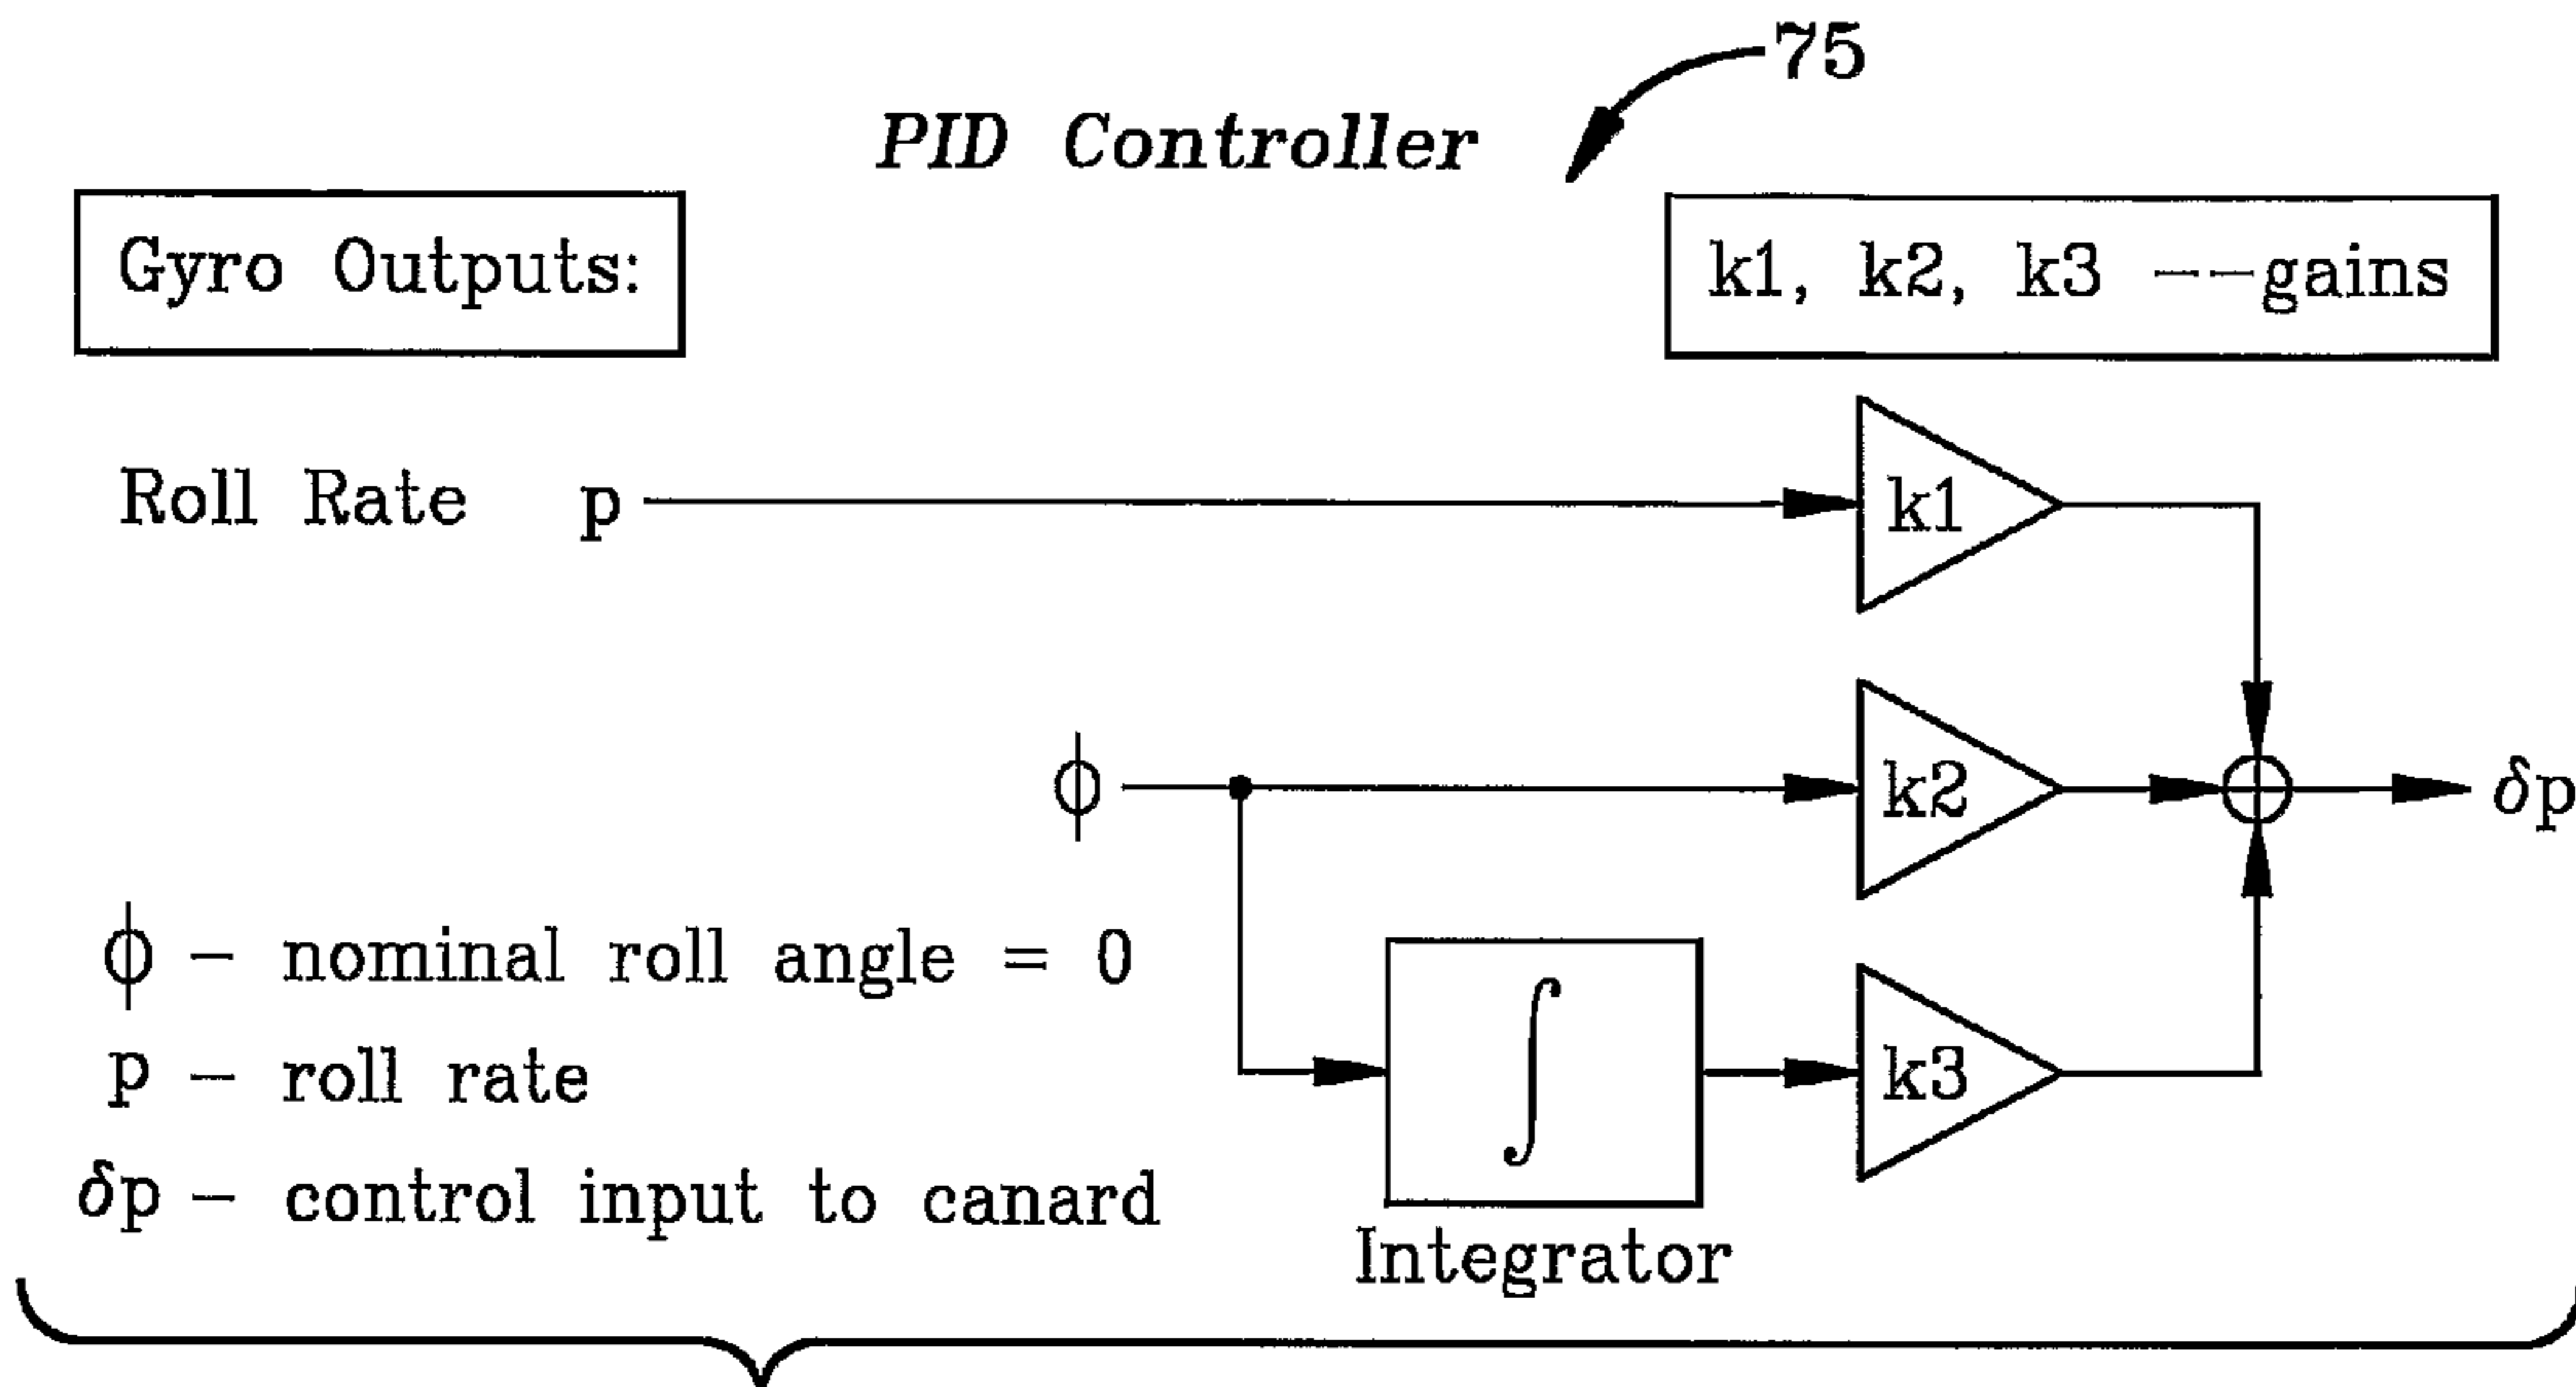 75
PID Controller
Gyro Outputs:
k1, k2, k3 --gains
Roll Rate p
k1
ϕ
k2
δp
ϕ - nominal roll angle = 0
p - roll rate
δp - control input to canard
∫
k3
Integrator